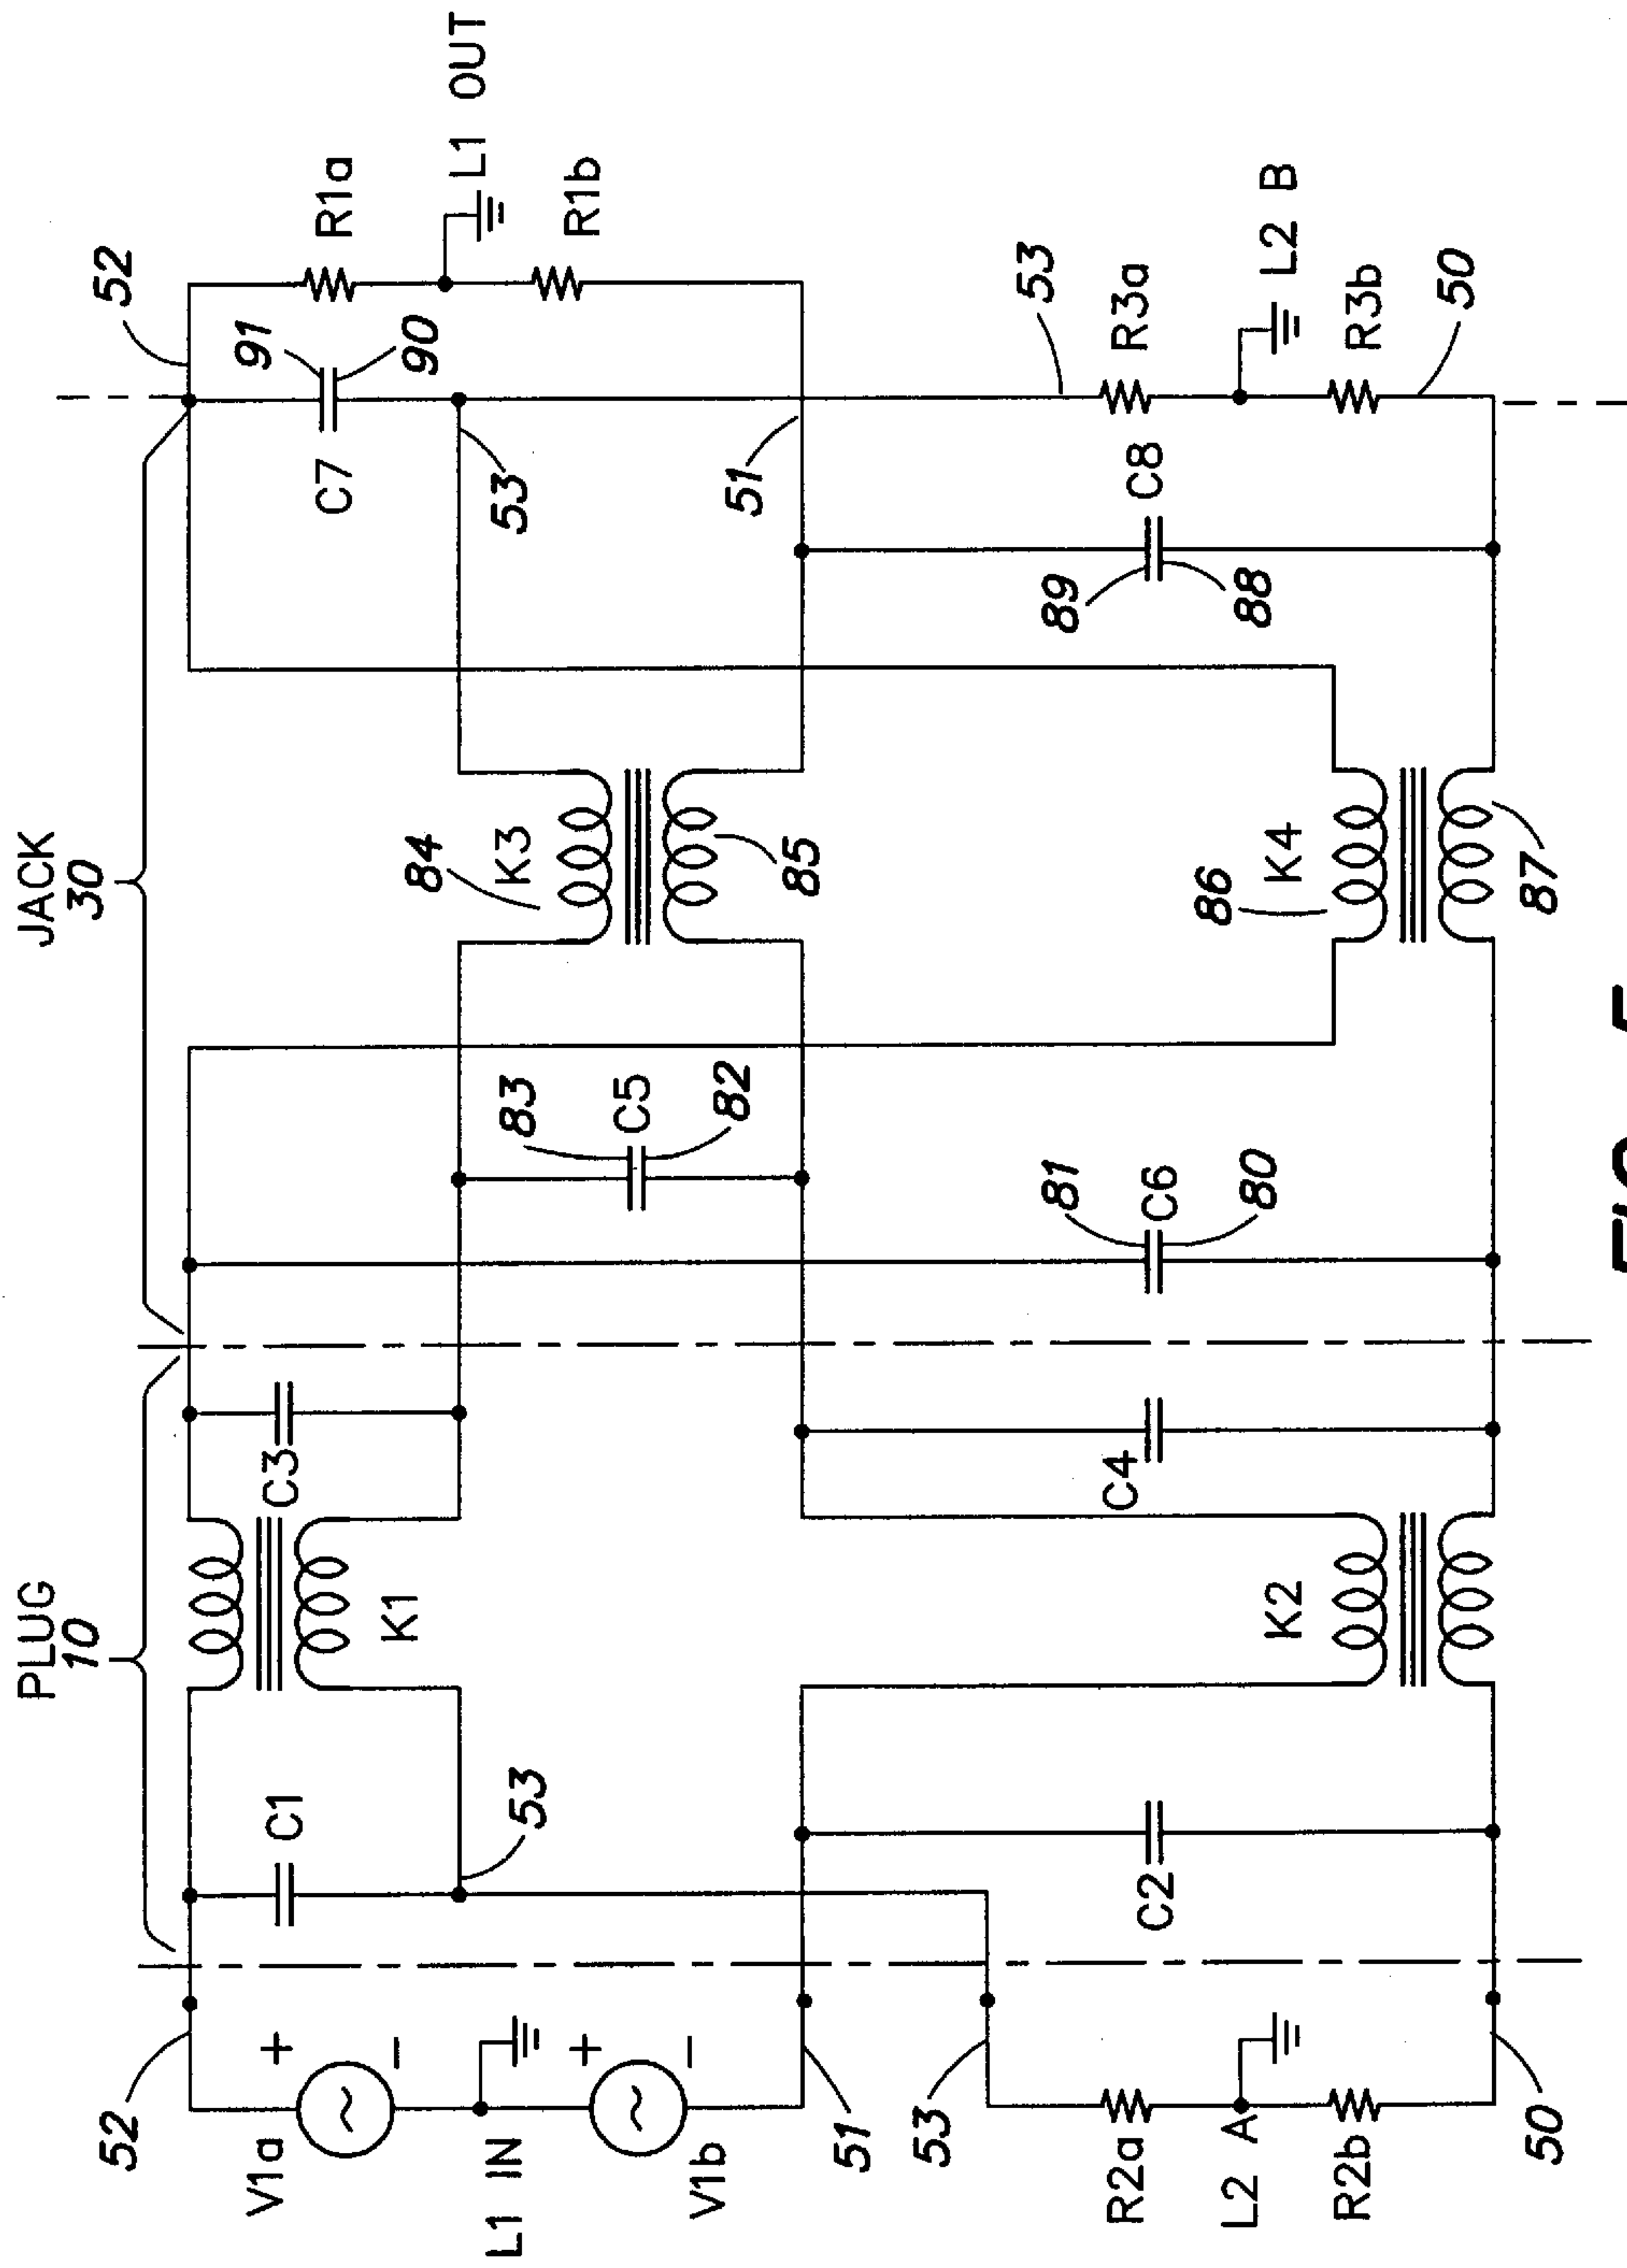 PLUG
10
JACK
30
52
V1a
+
−
L1 IN
+
−
V1b
51
53
R2a
L2 A
R2b
50
C1
53
C2
K1
K2
C3
C4
C6
81
80
83
C5
82
84
K3
85
86
K4
87
C7
91
90
52
53
51
89
C8
88
R1a
L1 OUT
R1b
53
R3a
L2 B
R3b
50